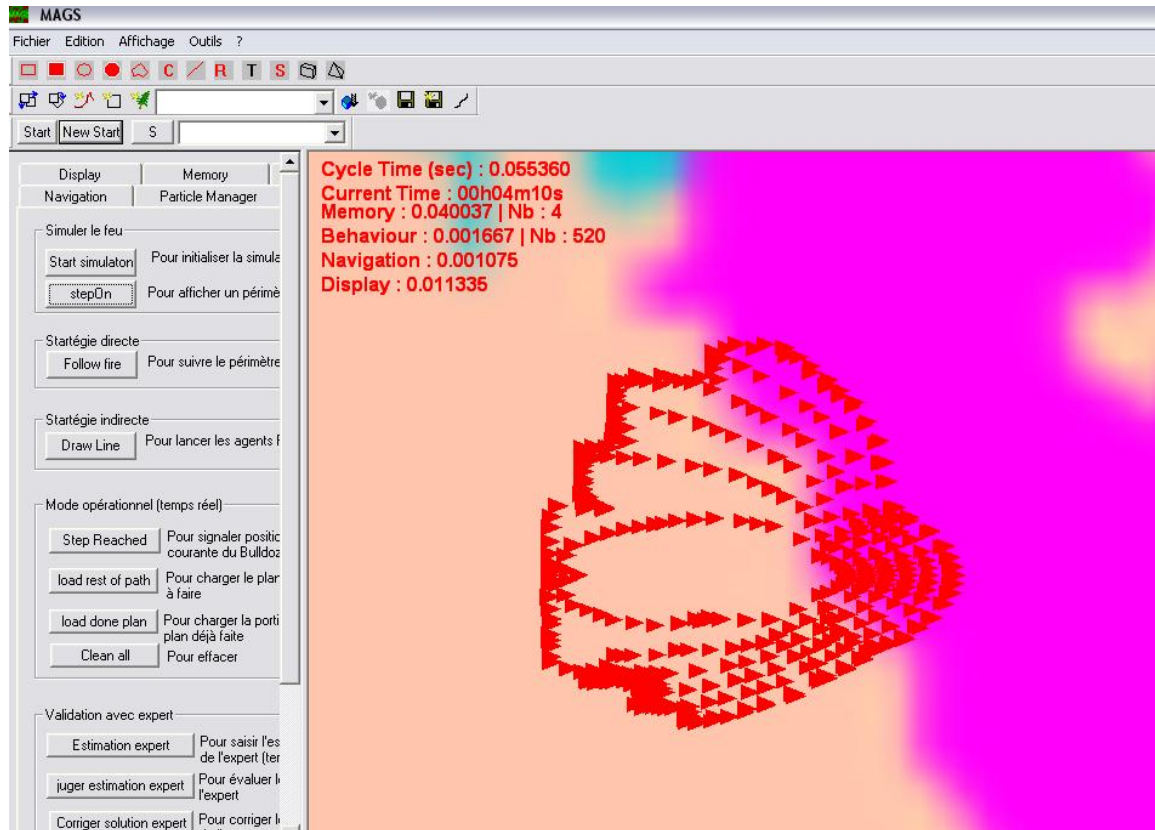 MAGS
Fichier Edition Affichage Outils ?
C R T S
Start New Start S
Display Memory
Navigation Particle Manager
Simuler le feu
Start simulaton Pour initialiser la simula
stepOn Pour afficher un périmè
Startégie directe
Follow fire Pour suivre le périmètre
Startégie indirecte
Draw Line Pour lancer les agents F
Mode opérationnel (temps réel)
Step Reached Pour signaler positic
courante du Bulldoz
load rest of path Pour charger le plan
à faire
load done plan Pour charger la porti
plan déjà faite
Clean all Pour effacer
Validation avec expert
Estimation expert Pour saisir l'es
de l'expert (ter
juger estimation expert Pour évaluer l
l'expert
Corriger solution expert Pour corriger l
Cycle Time (sec) : 0.055360
Current Time : 00h04m10s
Memory : 0.040037 | Nb : 4
Behaviour : 0.001667 | Nb : 520
Navigation : 0.001075
Display : 0.011335